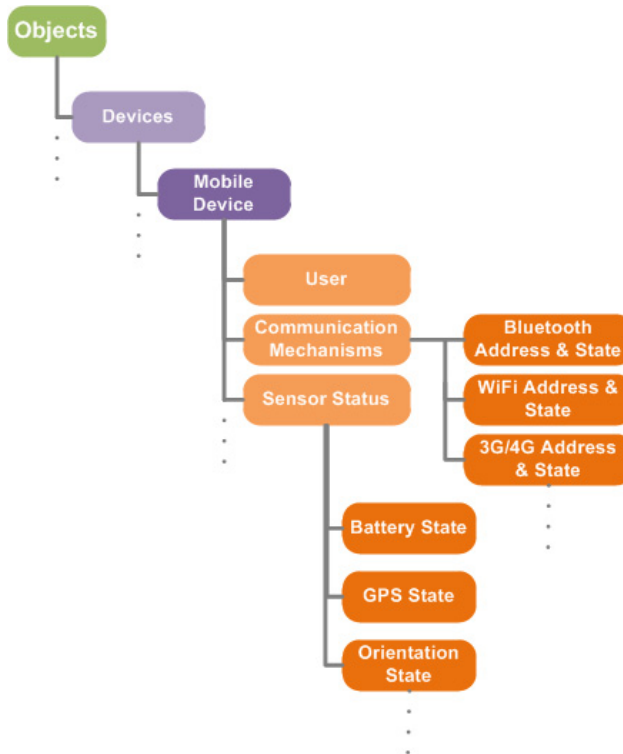 Objects
Devices
Mobile
Device
User
Communication
Mechanisms
Sensor Status
Bluetooth
Address & State
WiFi Address &
State
3G/4G Address
& State
Battery State
GPS State
Orientation
State